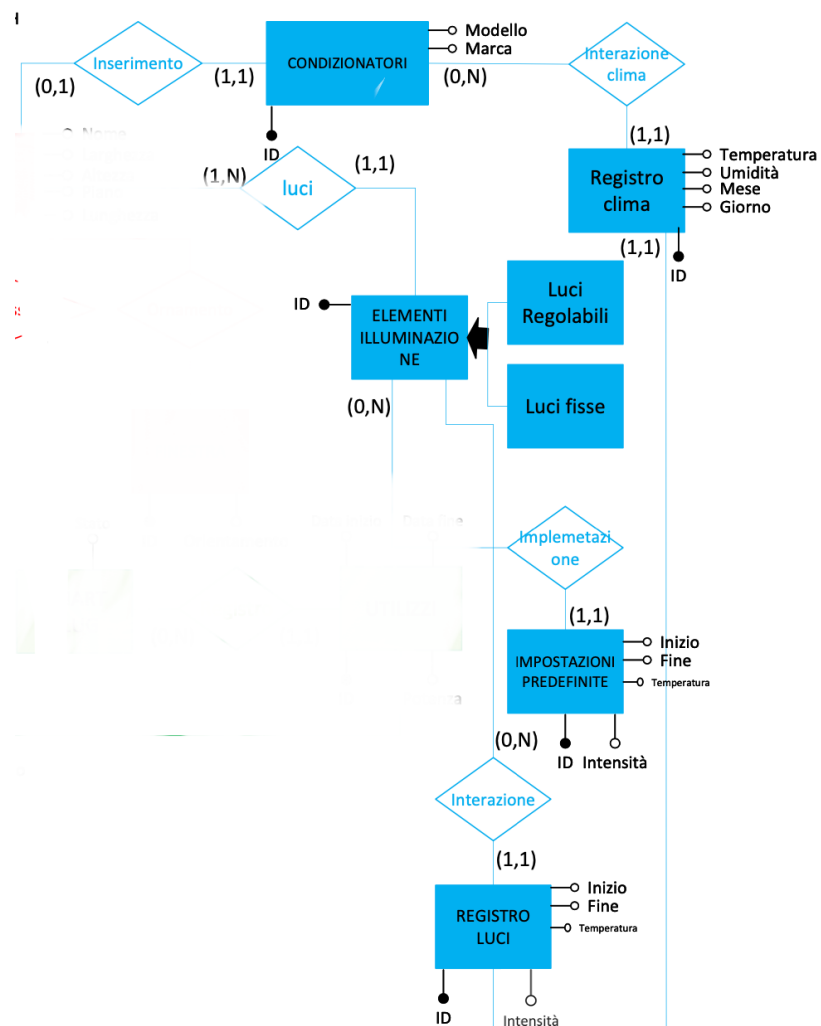 Modello
Marca
Inserimento
CONDIZIONATORI
Interazione
clima
(0,1)
(1,1)
(0,N)
(1,1)
ID
Temperatura
Umidità
Mese
Giorno
Registro
clima
(1,N)
(1,1)
luci
(1,1)
ID
ID
ELEMENTI
ILLUMINAZIO
NE
Luci
Regolabili
(0,N)
Luci fisse
Implemetazi
one
(1,1)
IMPOSTAZIONI
PREDEFINITE
Inizio
Fine
Temperatura
(0,N)
ID
Intensità
Interazione
(1,1)
REGISTRO
LUCI
Inizio
Fine
Temperatura
ID
Intensità